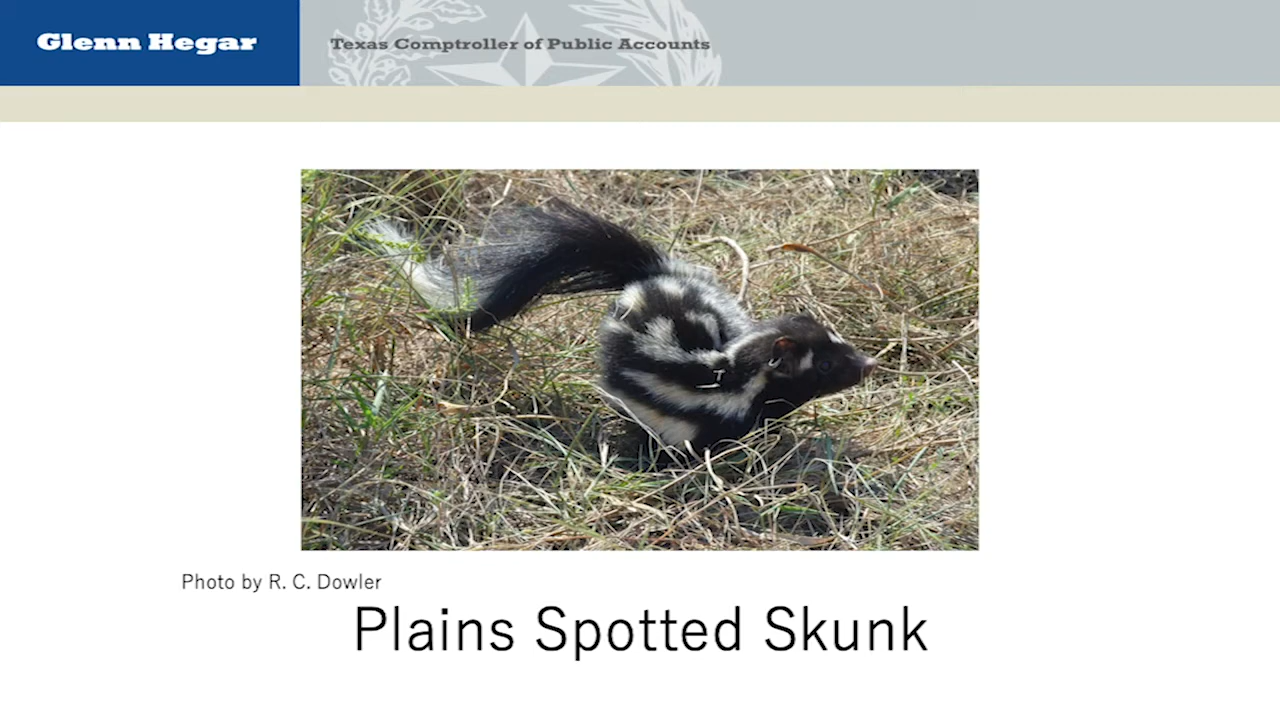 Glenn Hegar
Texas Comptroller of Public Accounts
Photo by R. C. Dowler
Plains Spotted Skunk